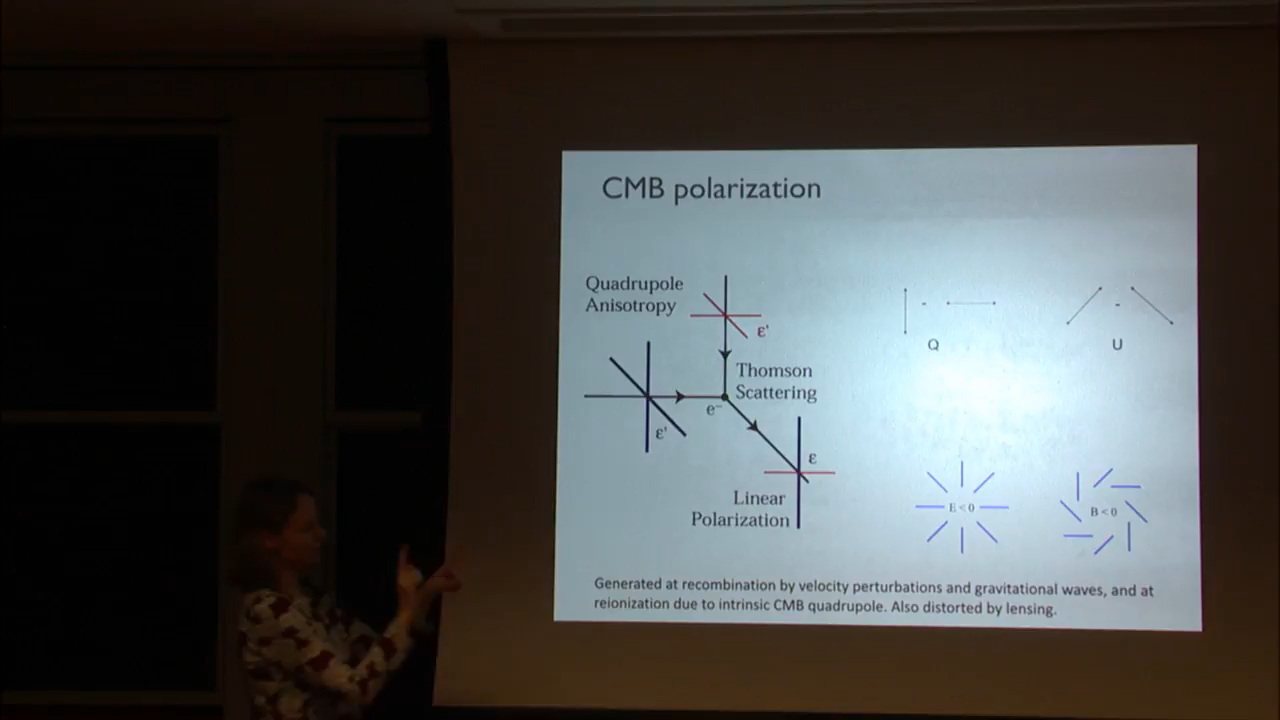 CMB polarization
Quadrupole
Anisotropy
ε'
Thomson
Scattering
e−
ε'
ε
Linear
Polarization
-
Q
-
U
E < 0
B < 0
Generated at recombination by velocity perturbations and gravitational waves, and at
reionization due to intrinsic CMB quadrupole. Also distorted by lensing.